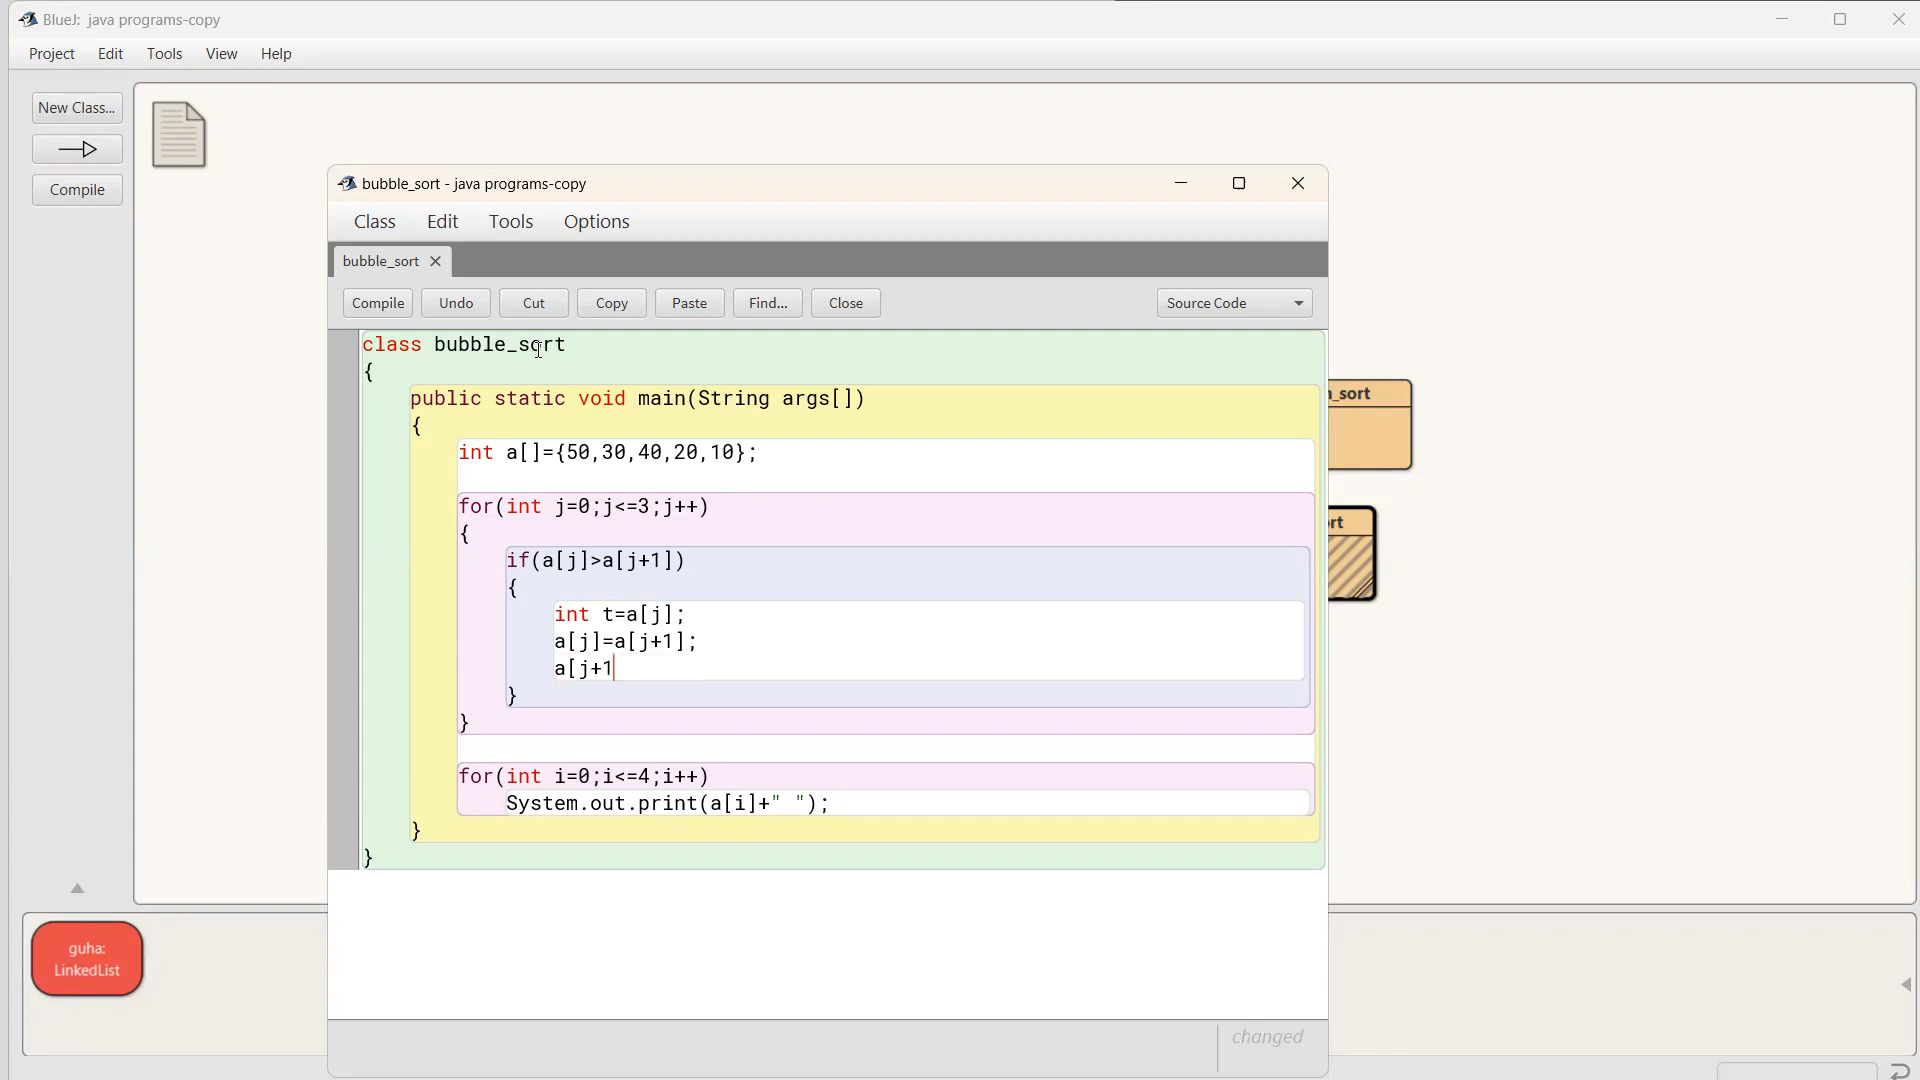 BlueJ: java programs-copy
Project Edit Tools View Help
New Class...
Compile
bubble_sort - java programs-copy
Class Edit Tools Options
bubble_sort
Compile Undo Cut Copy Paste Find... Close Source Code
class bubble_sort
{
public static void main(String args[])
{
int a[]={50,30,40,20,10};
for(int j=0;j<=3;j++)
{
if(a[j]>a[j+1])
{
int t=a[j];
a[j]=a[j+1];
a[j+1
}
}
for(int i=0;i<=4;i++)
System.out.print(a[i]+" ");
}
}
_sort
rt
guha:
LinkedList
changed